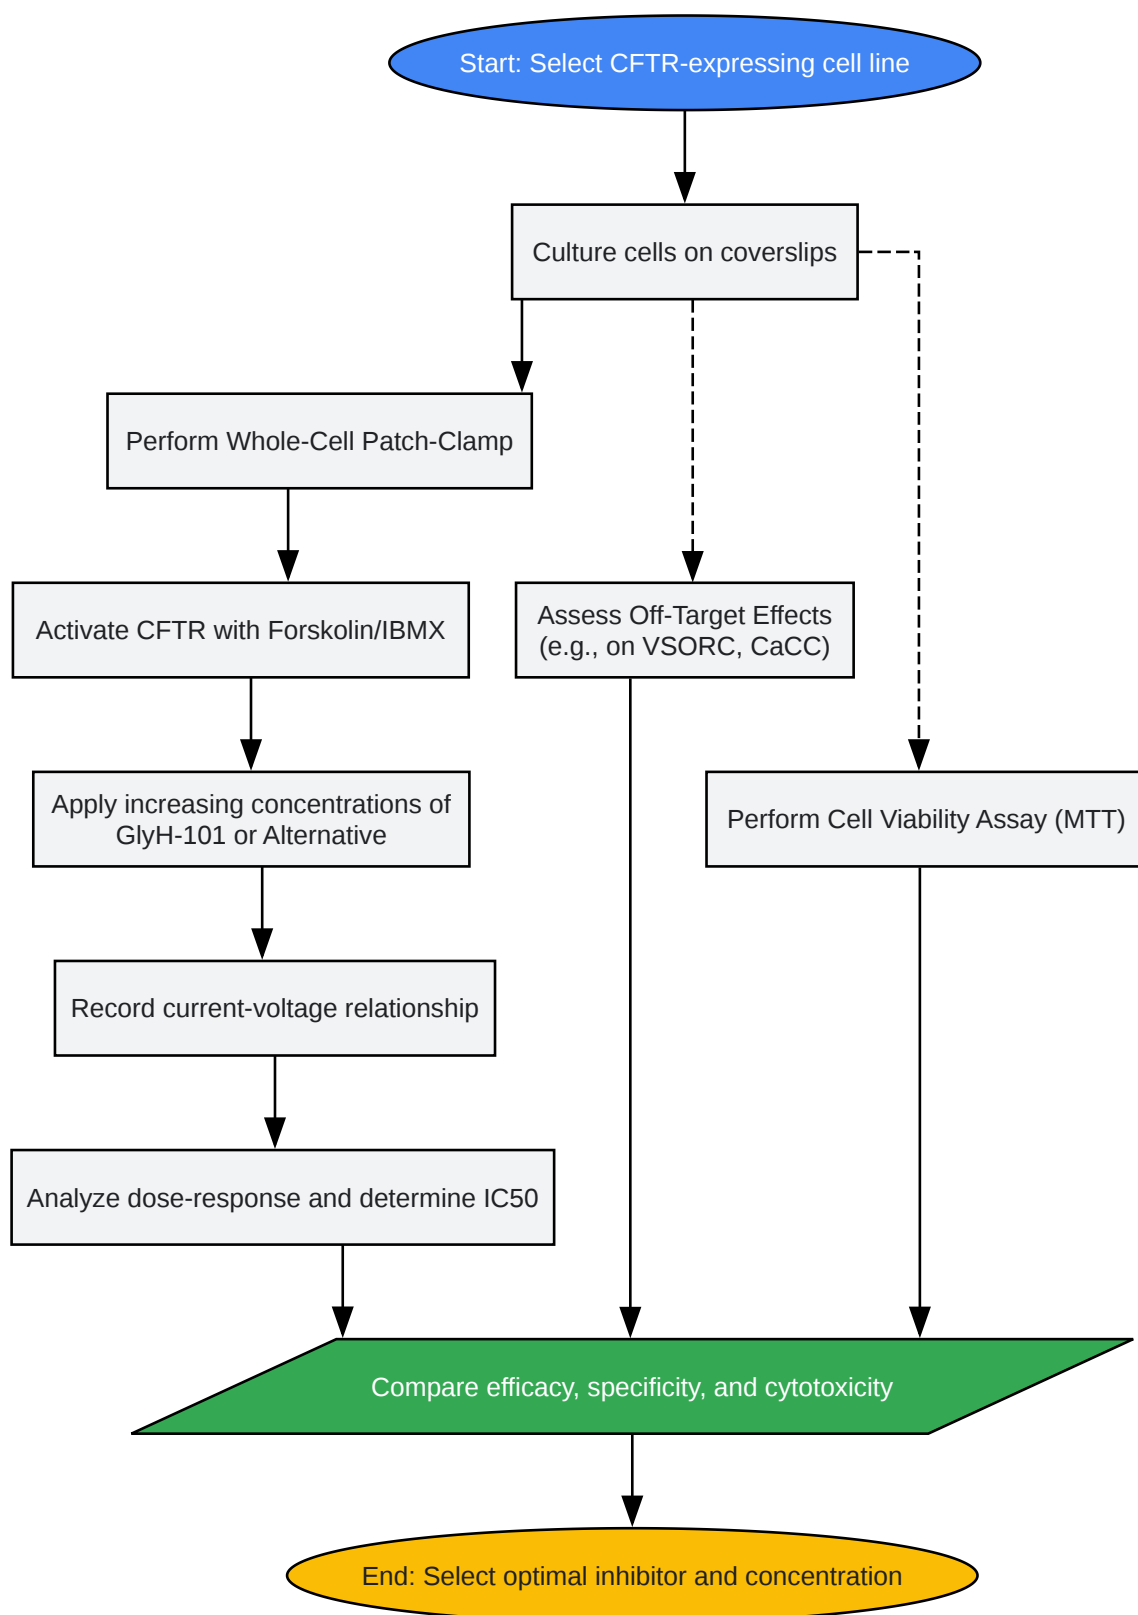 Start: Select CFTR-expressing cell line
Culture cells on coverslips
Perform Whole-Cell Patch-Clamp
Activate CFTR with Forskolin/IBMX
Assess Off-Target Effects
(e.g., on VSORC, CaCC)
Apply increasing concentrations of
GlyH-101 or Alternative
Perform Cell Viability Assay (MTT)
Record current-voltage relationship
Analyze dose-response and determine IC50
Compare efficacy, specificity, and cytotoxicity
End: Select optimal inhibitor and concentration